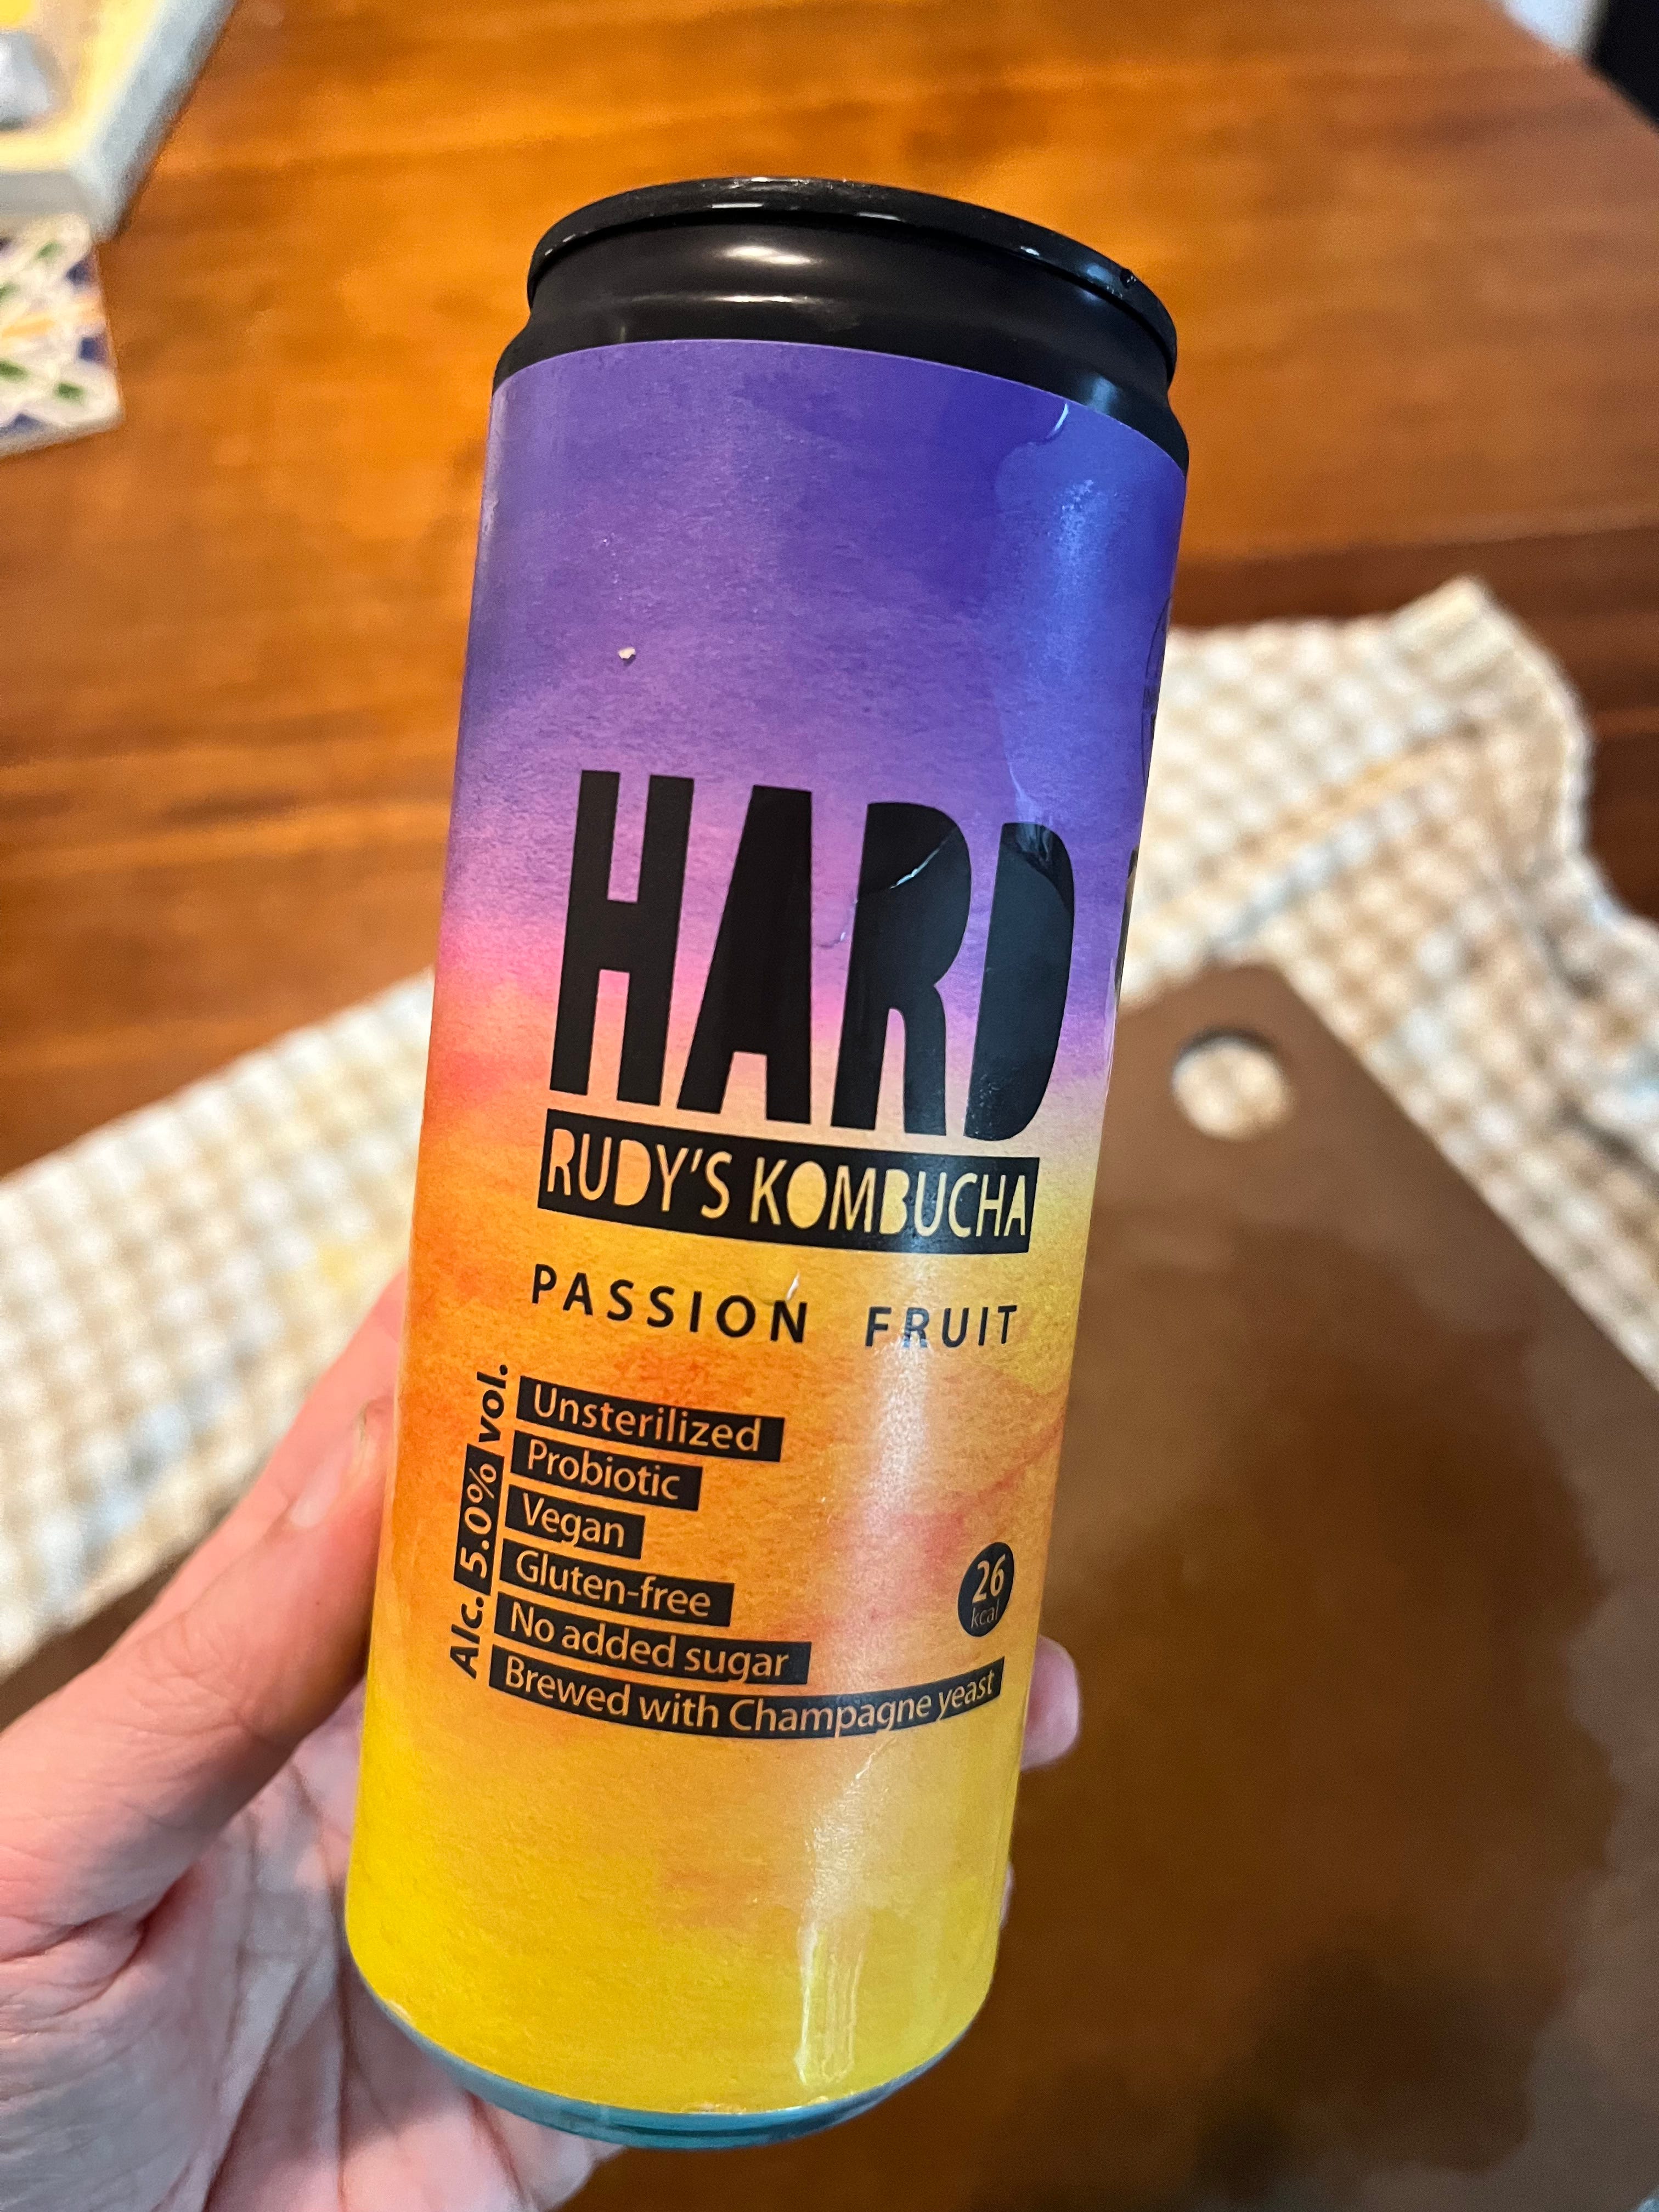 HARD
RUDY'S KOMBUCHA
PASSION FRUIT
Alc. 5.0% vol.
Unsterilized
Probiotic
Vegan
Gluten-free
No added sugar
Brewed with Champagne yeast
26
kcal